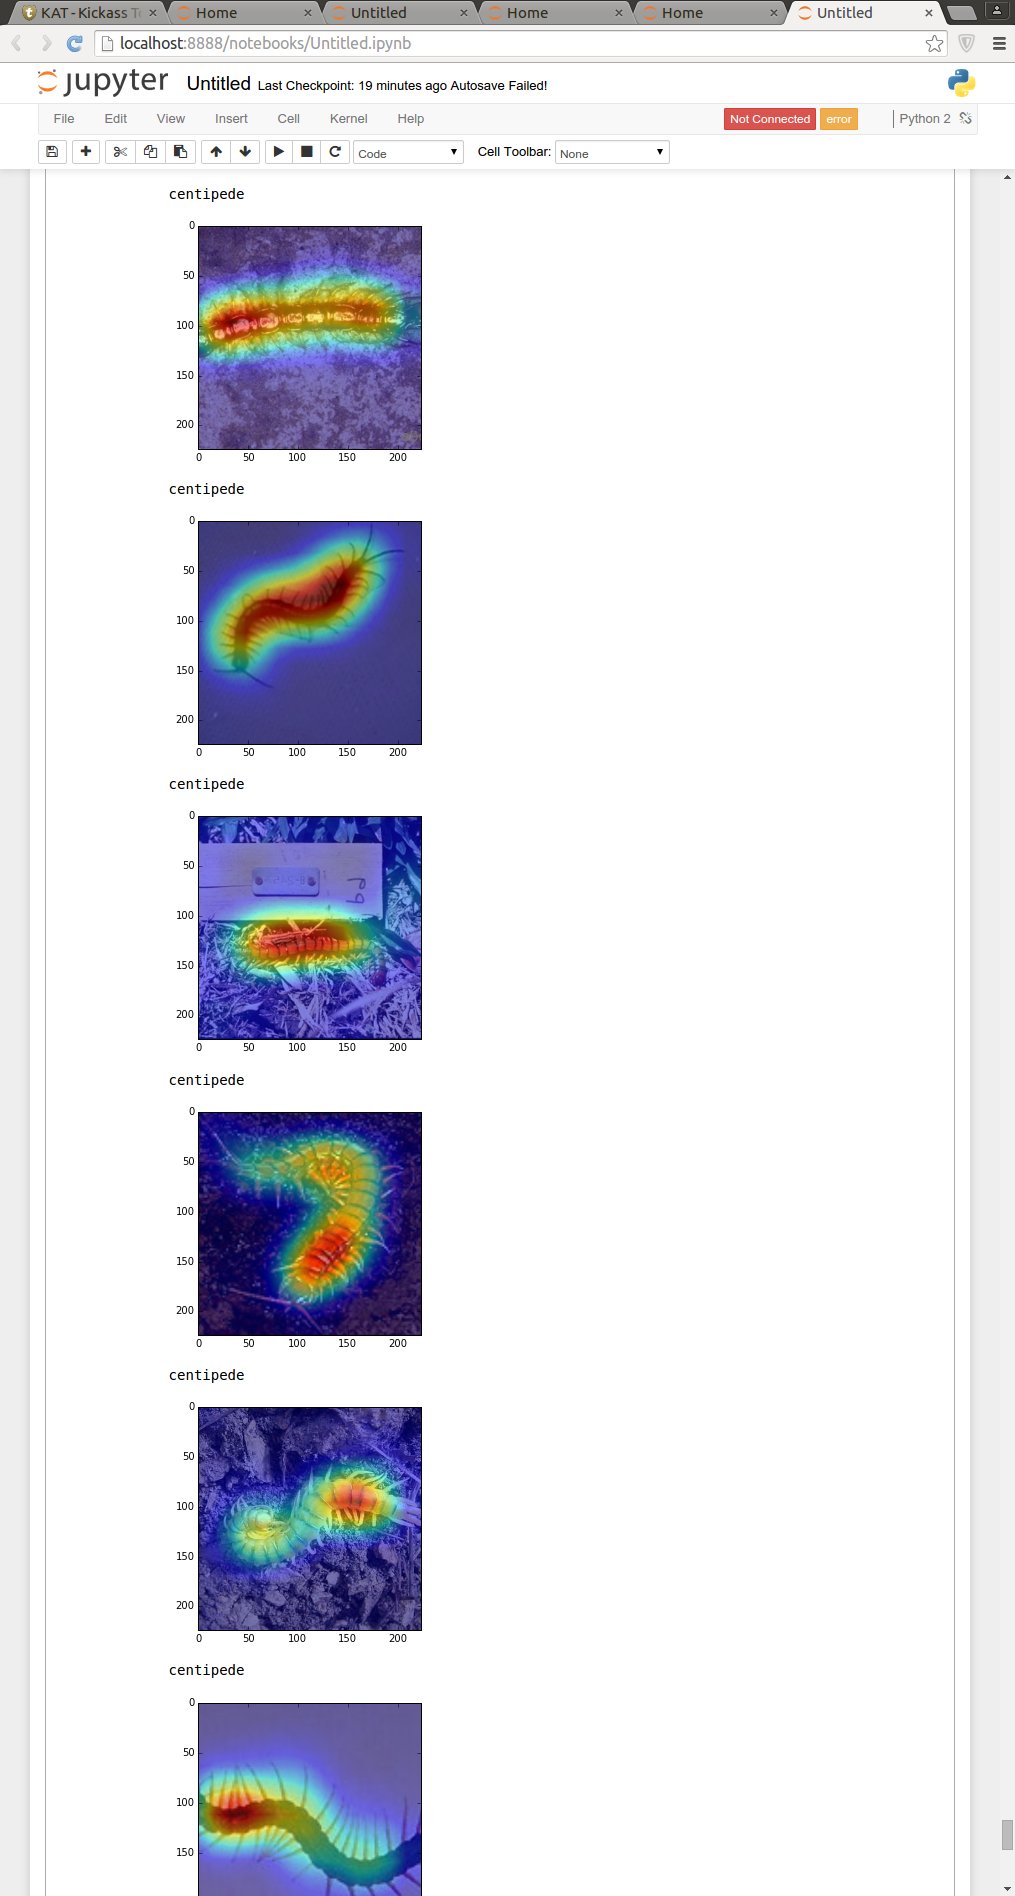 KAT - Kickass T
Home
Untitled
Home
Home
Untitled
localhost:8888/notebooks/Untitled.ipynb
jupyter Untitled Last Checkpoint: 19 minutes ago Autosave Failed!
File Edit View Insert Cell Kernel Help Not Connected error Python 2
Code Cell Toolbar: None
centipede
0
50
100
150
200
0 50 100 150 200
centipede
0
50
100
150
200
0 50 100 150 200
centipede
0
50
100
150
200
0 50 100 150 200
centipede
0
50
100
150
200
0 50 100 150 200
centipede
0
50
100
150
200
0 50 100 150 200
centipede
0
50
100
150